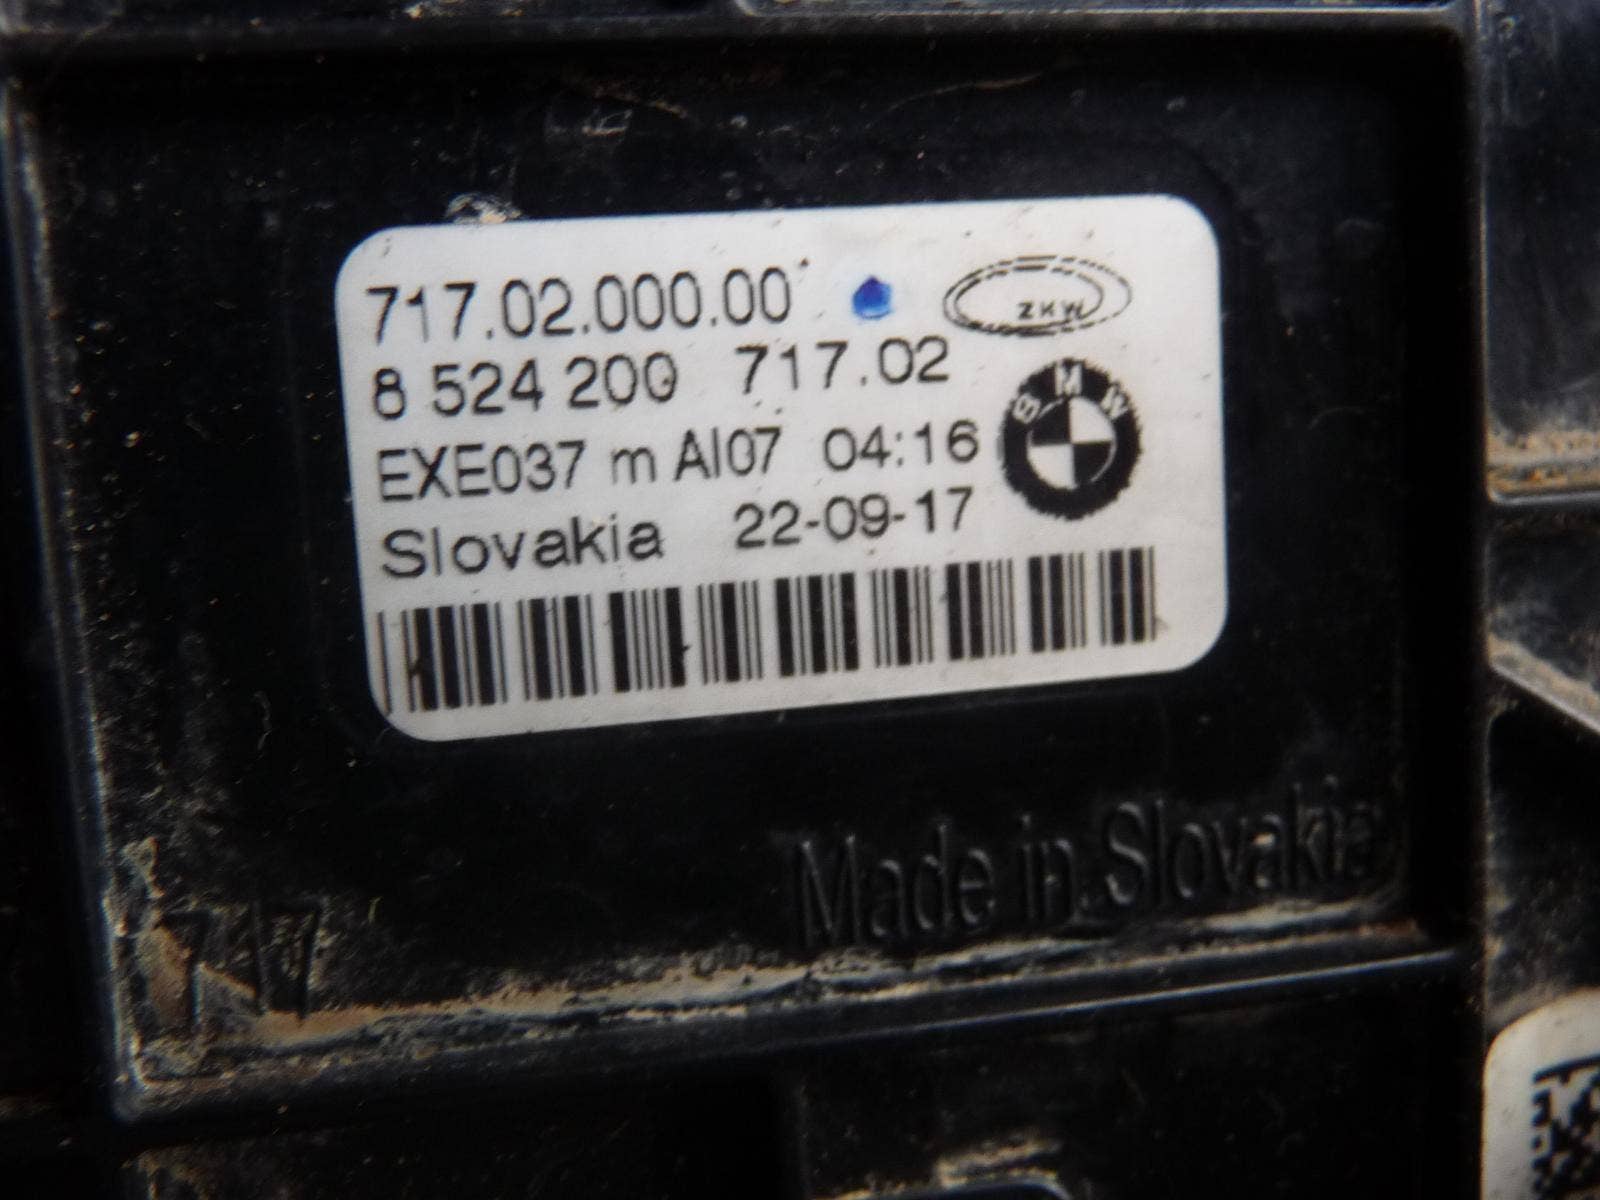 717.02.000.00
ZKW
8 524 200 717.02
BMW
EXE037 m AI07 04:16
Slovakia 22-09-17
Made in Slovakia
717